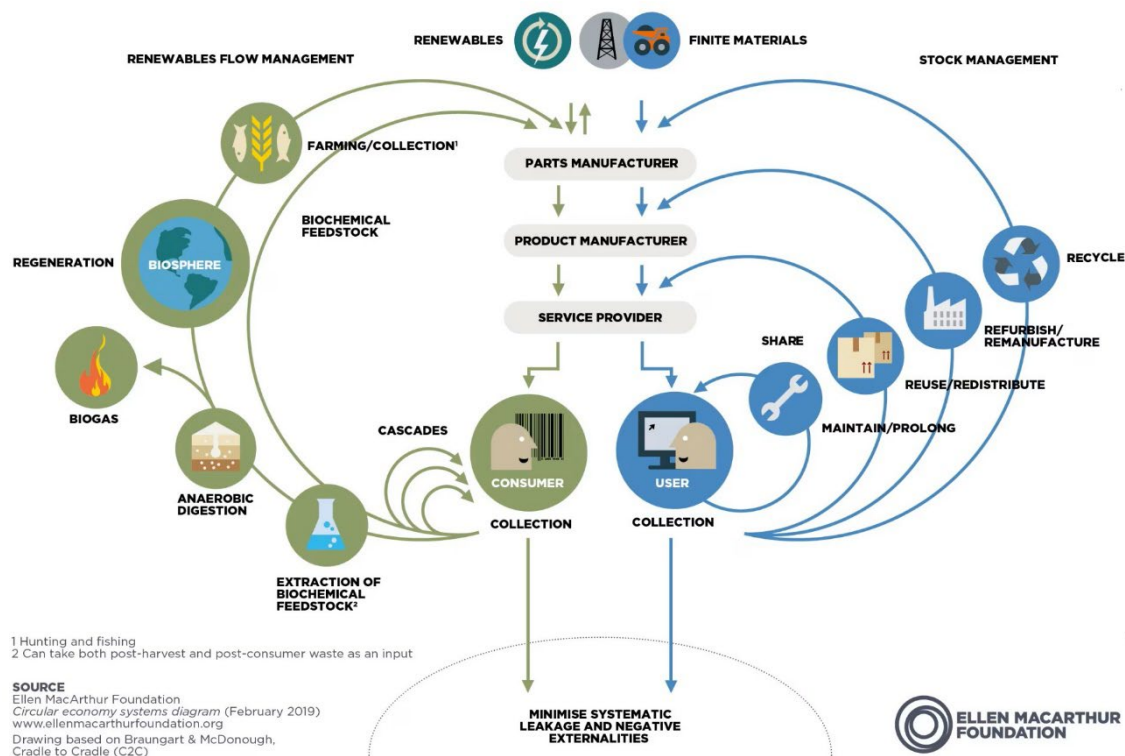 RENEWABLES
FINITE MATERIALS
RENEWABLES FLOW MANAGEMENT
STOCK MANAGEMENT
FARMING/COLLECTION¹
PARTS MANUFACTURER
BIOCHEMICAL
FEEDSTOCK
PRODUCT MANUFACTURER
REGENERATION
BIOSPHERE
RECYCLE
SERVICE PROVIDER
SHARE
REFURBISH/
REMANUFACTURE
REUSE/REDISTRIBUTE
BIOGAS
CASCADES
MAINTAIN/PROLONG
CONSUMER
USER
ANAEROBIC
DIGESTION
COLLECTION
COLLECTION
EXTRACTION OF
BIOCHEMICAL
FEEDSTOCK²
1 Hunting and fishing
2 Can take both post-harvest and post-consumer waste as an input
SOURCE
Ellen MacArthur Foundation
Circular economy systems diagram (February 2019)
www.ellenmacarthurfoundation.org
Drawing based on Braungart & McDonough,
Cradle to Cradle (C2C)
MINIMISE SYSTEMATIC
LEAKAGE AND NEGATIVE
EXTERNALITIES
ELLEN MACARTHUR
FOUNDATION